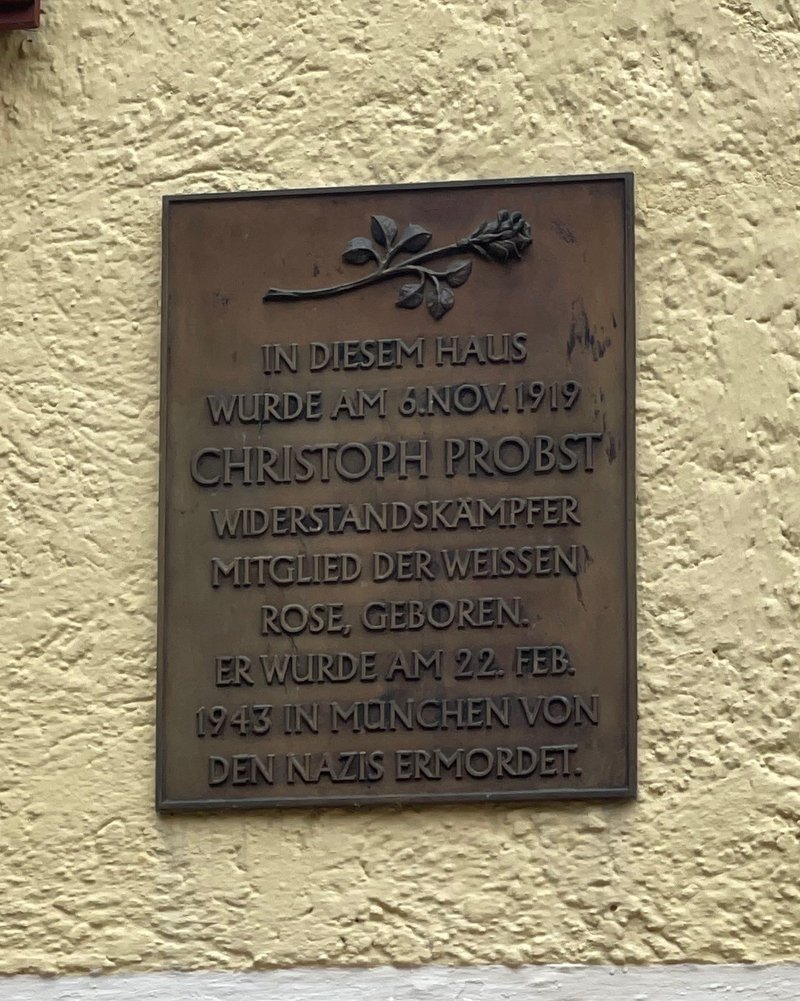 IN DIESEM HAUS
WURDE AM 6.NOV.1919
CHRISTOPH PROBST
WIDERSTANDSKÄMPFER
MITGLIED DER WEISSEN
ROSE, GEBOREN.
ER WURDE AM 22. FEB.
1943 IN MÜNCHEN VON
DEN NAZIS ERMORDET.